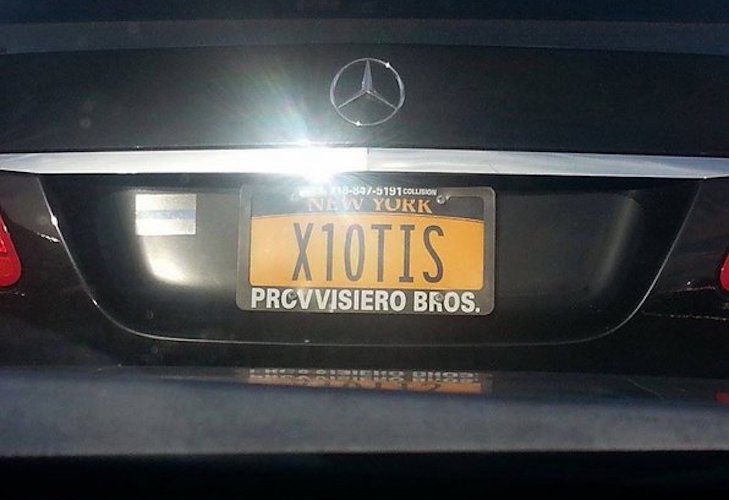 718-847-5191 COLLISION
NEW YORK
X10TIS
PROVVISIERO BROS.